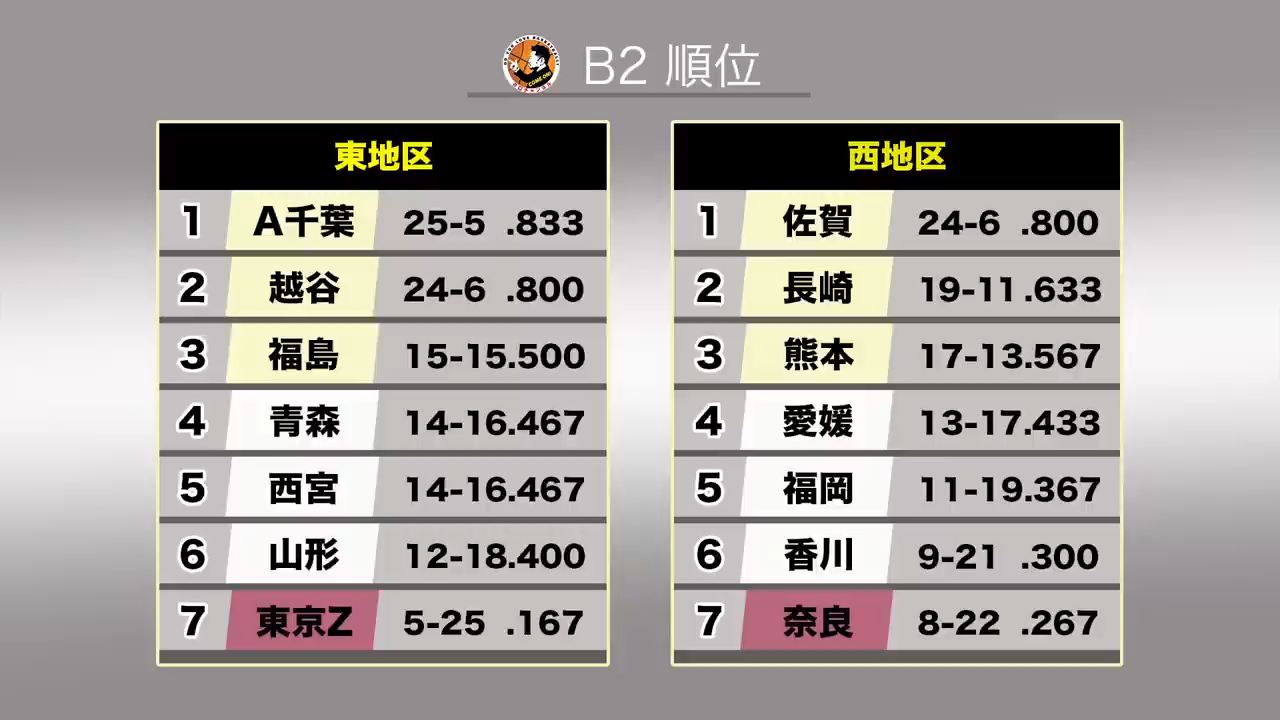 B2 順位
東地区
1 A千葉 25-5 .833
2 越谷 24-6 .800
3 福島 15-15 .500
4 青森 14-16 .467
5 西宮 14-16 .467
6 山形 12-18 .400
7 東京Z 5-25 .167
西地区
1 佐賀 24-6 .800
2 長崎 19-11 .633
3 熊本 17-13 .567
4 愛媛 13-17 .433
5 福岡 11-19 .367
6 香川 9-21 .300
7 奈良 8-22 .267